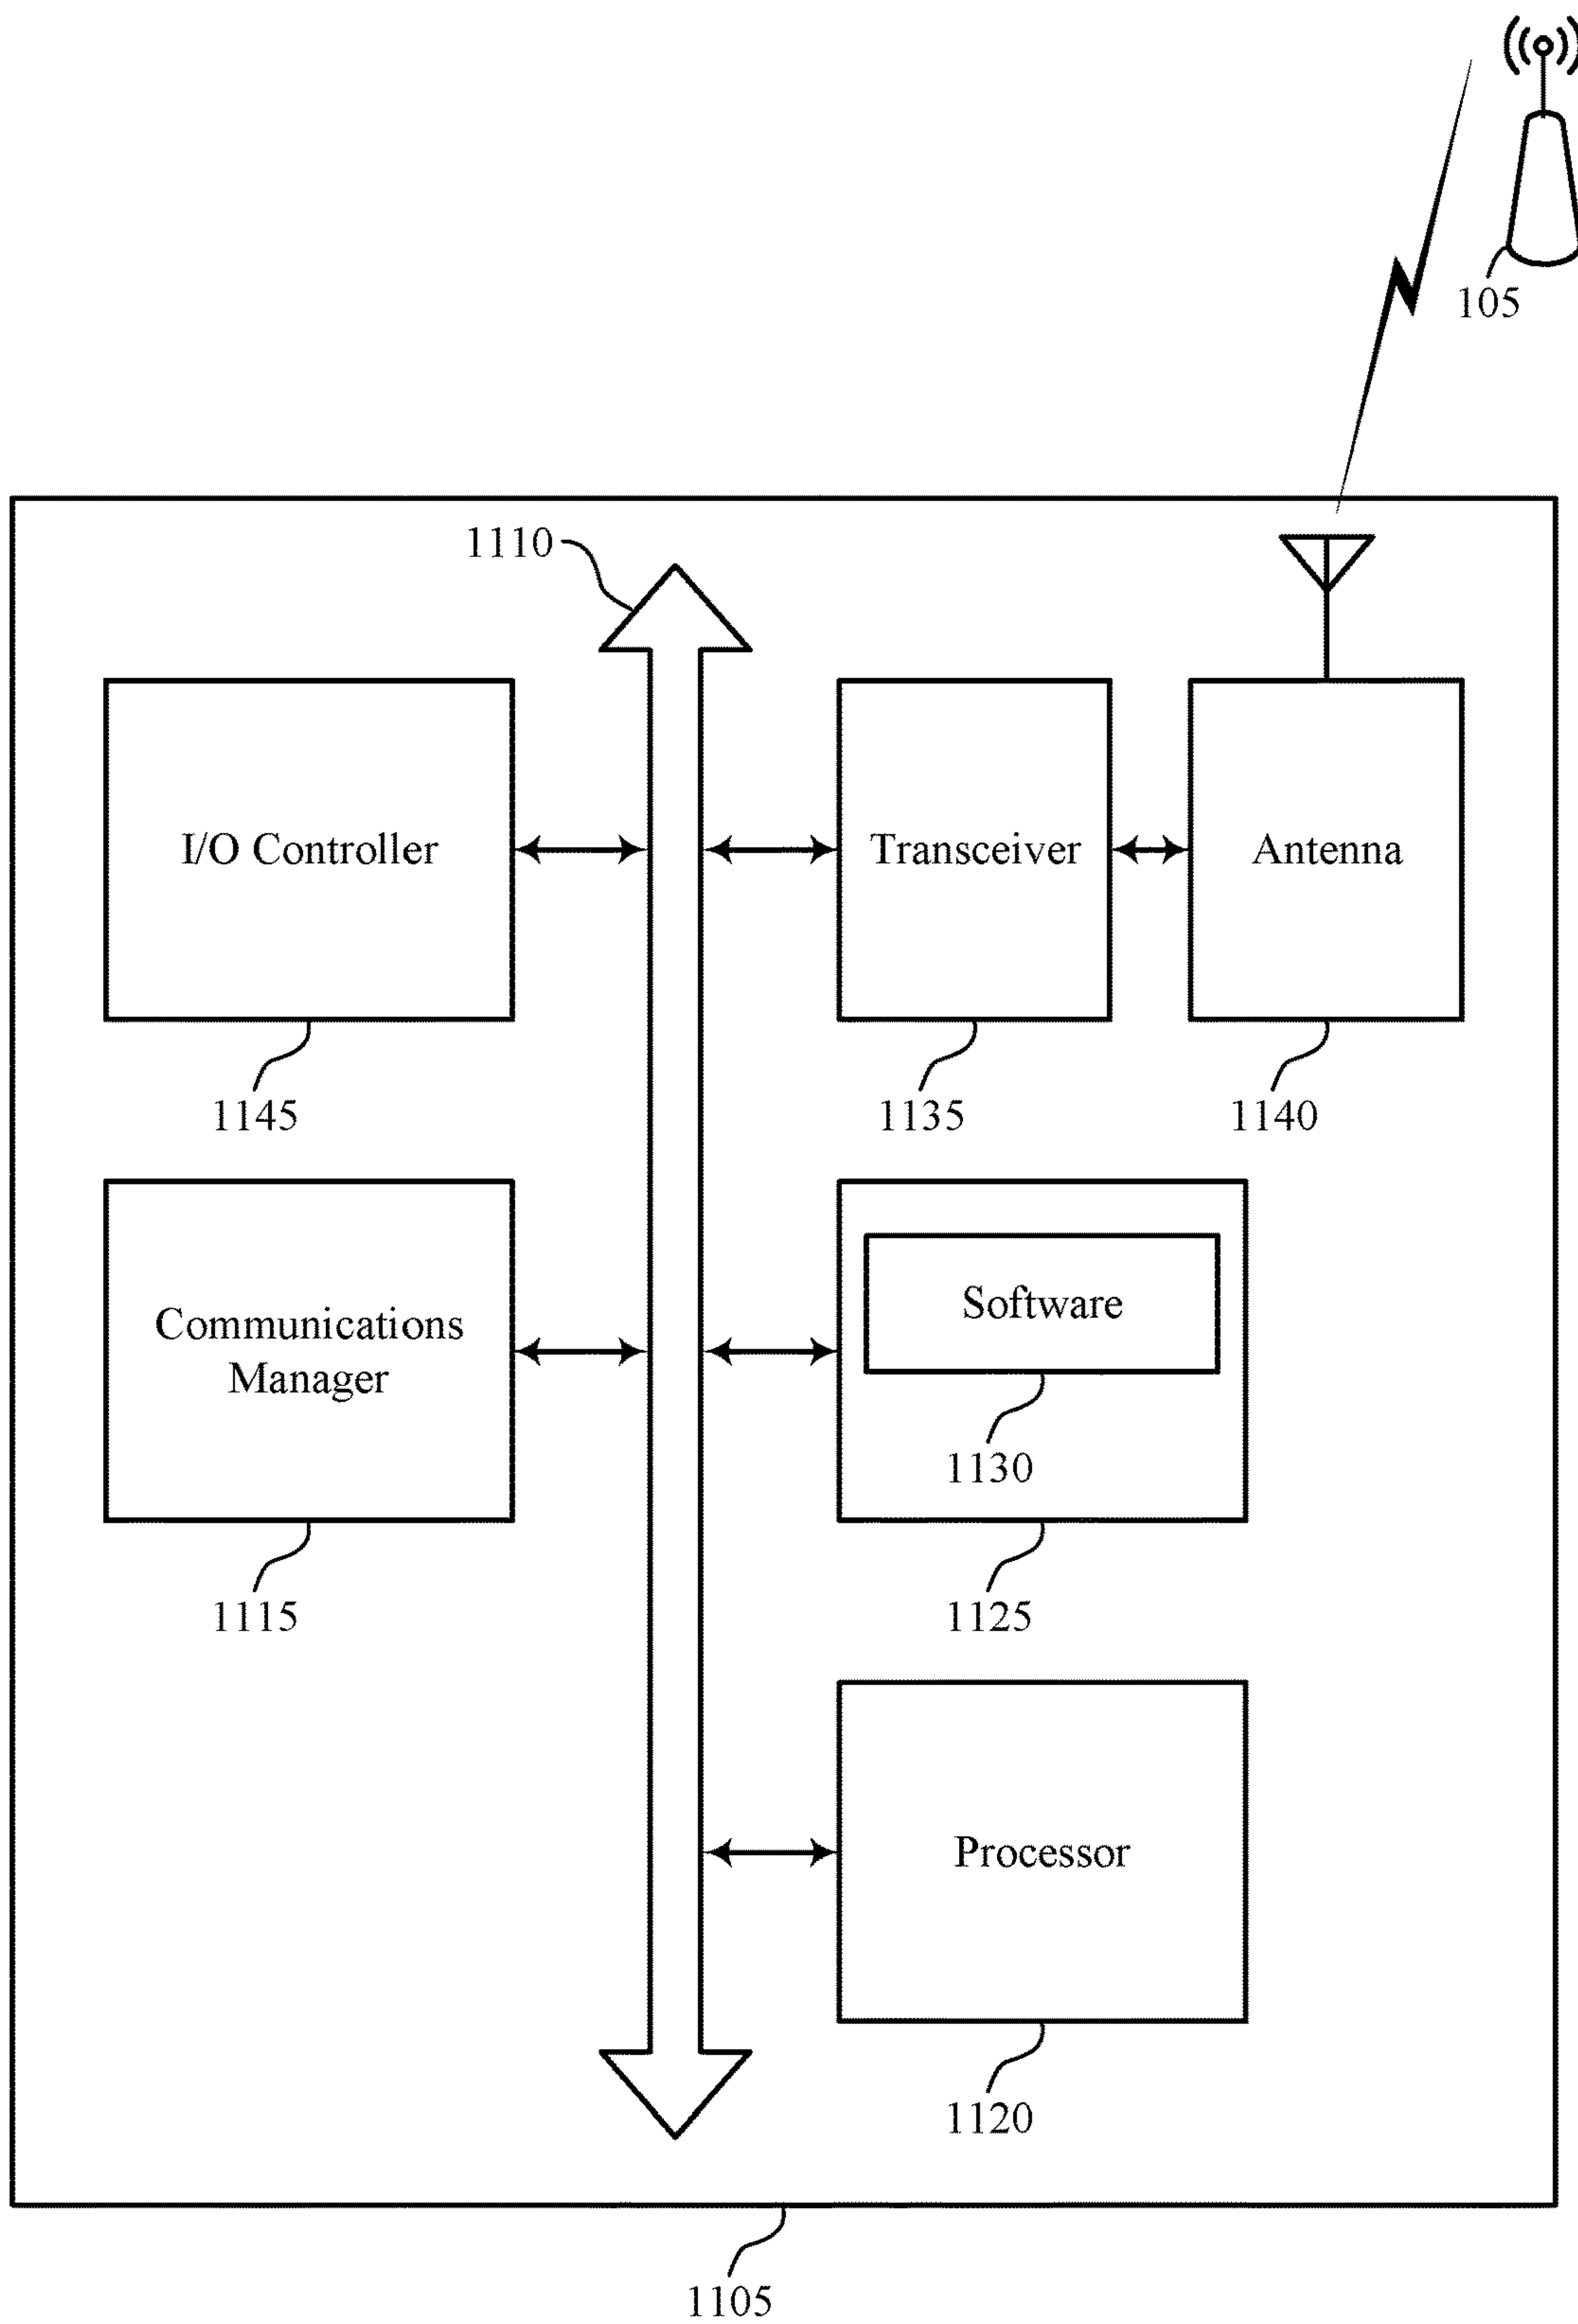 105
1110
I/O Controller
Transceiver
Antenna
1145
1135
1140
Communications
Manager
Software
1130
1115
1125
Processor
1120
1105